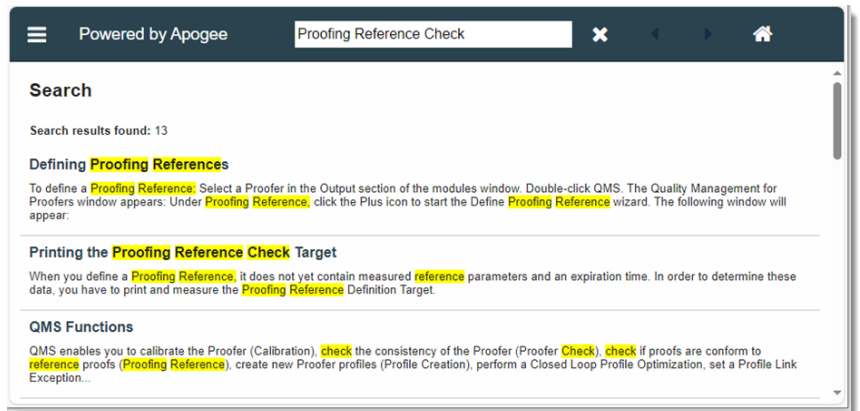 Powered by Apogee
Proofing Reference Check
Search
Search results found: 13
Defining Proofing References
To define a Proofing Reference: Select a Proofer in the Output section of the modules window. Double-click QMS. The Quality Management for
Proofers window appears: Under Proofing Reference, click the Plus icon to start the Define Proofing Reference wizard. The following window will
appear:
Printing the Proofing Reference Check Target
When you define a Proofing Reference, it does not yet contain measured reference parameters and an expiration time. In order to determine these
data, you have to print and measure the Proofing Reference Definition Target.
QMS Functions
QMS enables you to calibrate the Proofer (Calibration), check the consistency of the Proofer (Proofer Check), check if proofs are conform to
reference proofs (Proofing Reference), create new Proofer profiles (Profile Creation), perform a Closed Loop Profile Optimization, set a Profile Link
Exception...